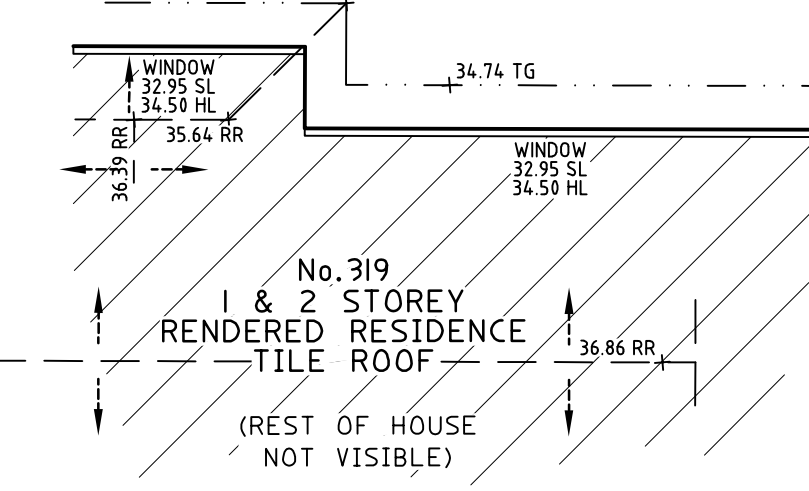 34.74 TG
WINDOW
32.95 SL
34.50 HL
35.64 RR
36.39 RR
WINDOW
32.95 SL
34.50 HL
No.319
1 & 2 STOREY
RENDERED RESIDENCE
TILE ROOF
36.86 RR
(REST OF HOUSE
NOT VISIBLE)